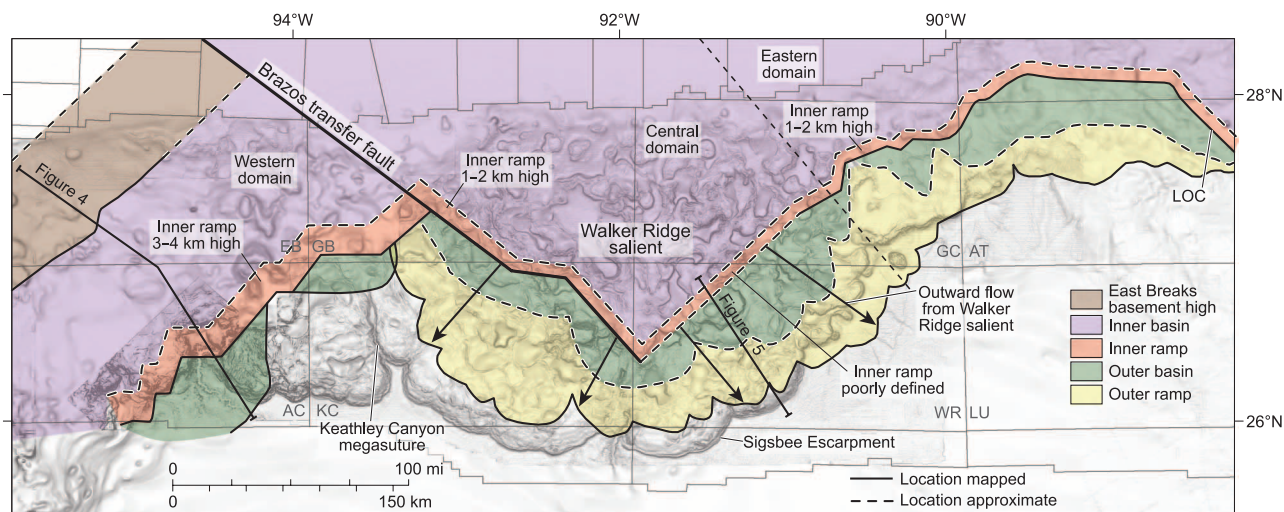 94°W
92°W
90°W
Eastern
domain
28°N
Brazos transfer fault
Inner ramp
1–2 km high
Central
domain
Western
domain
Inner ramp
1–2 km high
Figure 4
LOC
Inner ramp
3–4 km high
Walker Ridge
salient
EB GB
GC AT
Figure 5
Outward flow
from Walker
Ridge salient
East Breaks
basement high
Inner basin
Inner ramp
Outer basin
Outer ramp
Inner ramp
poorly defined
AC KC
WR LU
26°N
Keathley Canyon
megasuture
Sigsbee Escarpment
0 100 mi
0 150 km
Location mapped
Location approximate